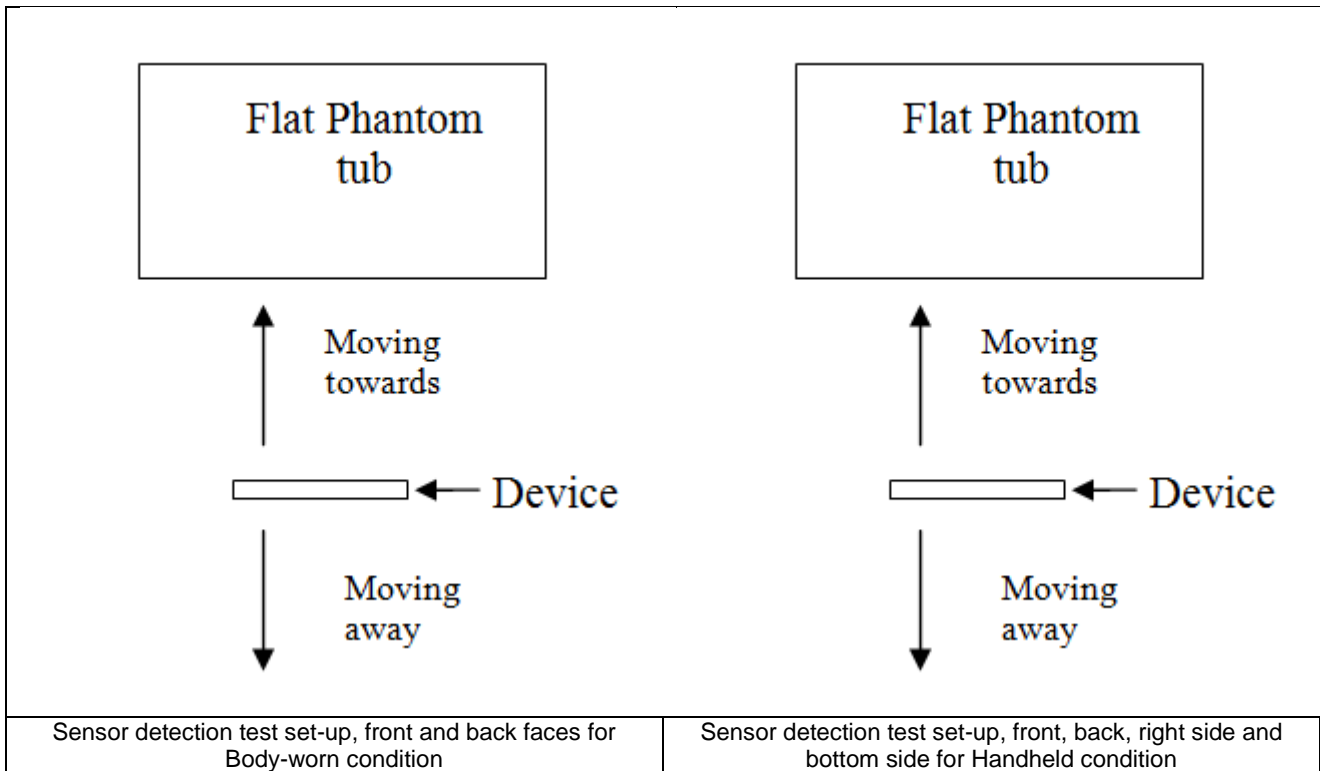 Flat Phantom
tub
Moving
towards
Device
Moving
away
Sensor detection test set-up, front and back faces for
Body-worn condition
Flat Phantom
tub
Moving
towards
Device
Moving
away
Sensor detection test set-up, front, back, right side and
bottom side for Handheld condition